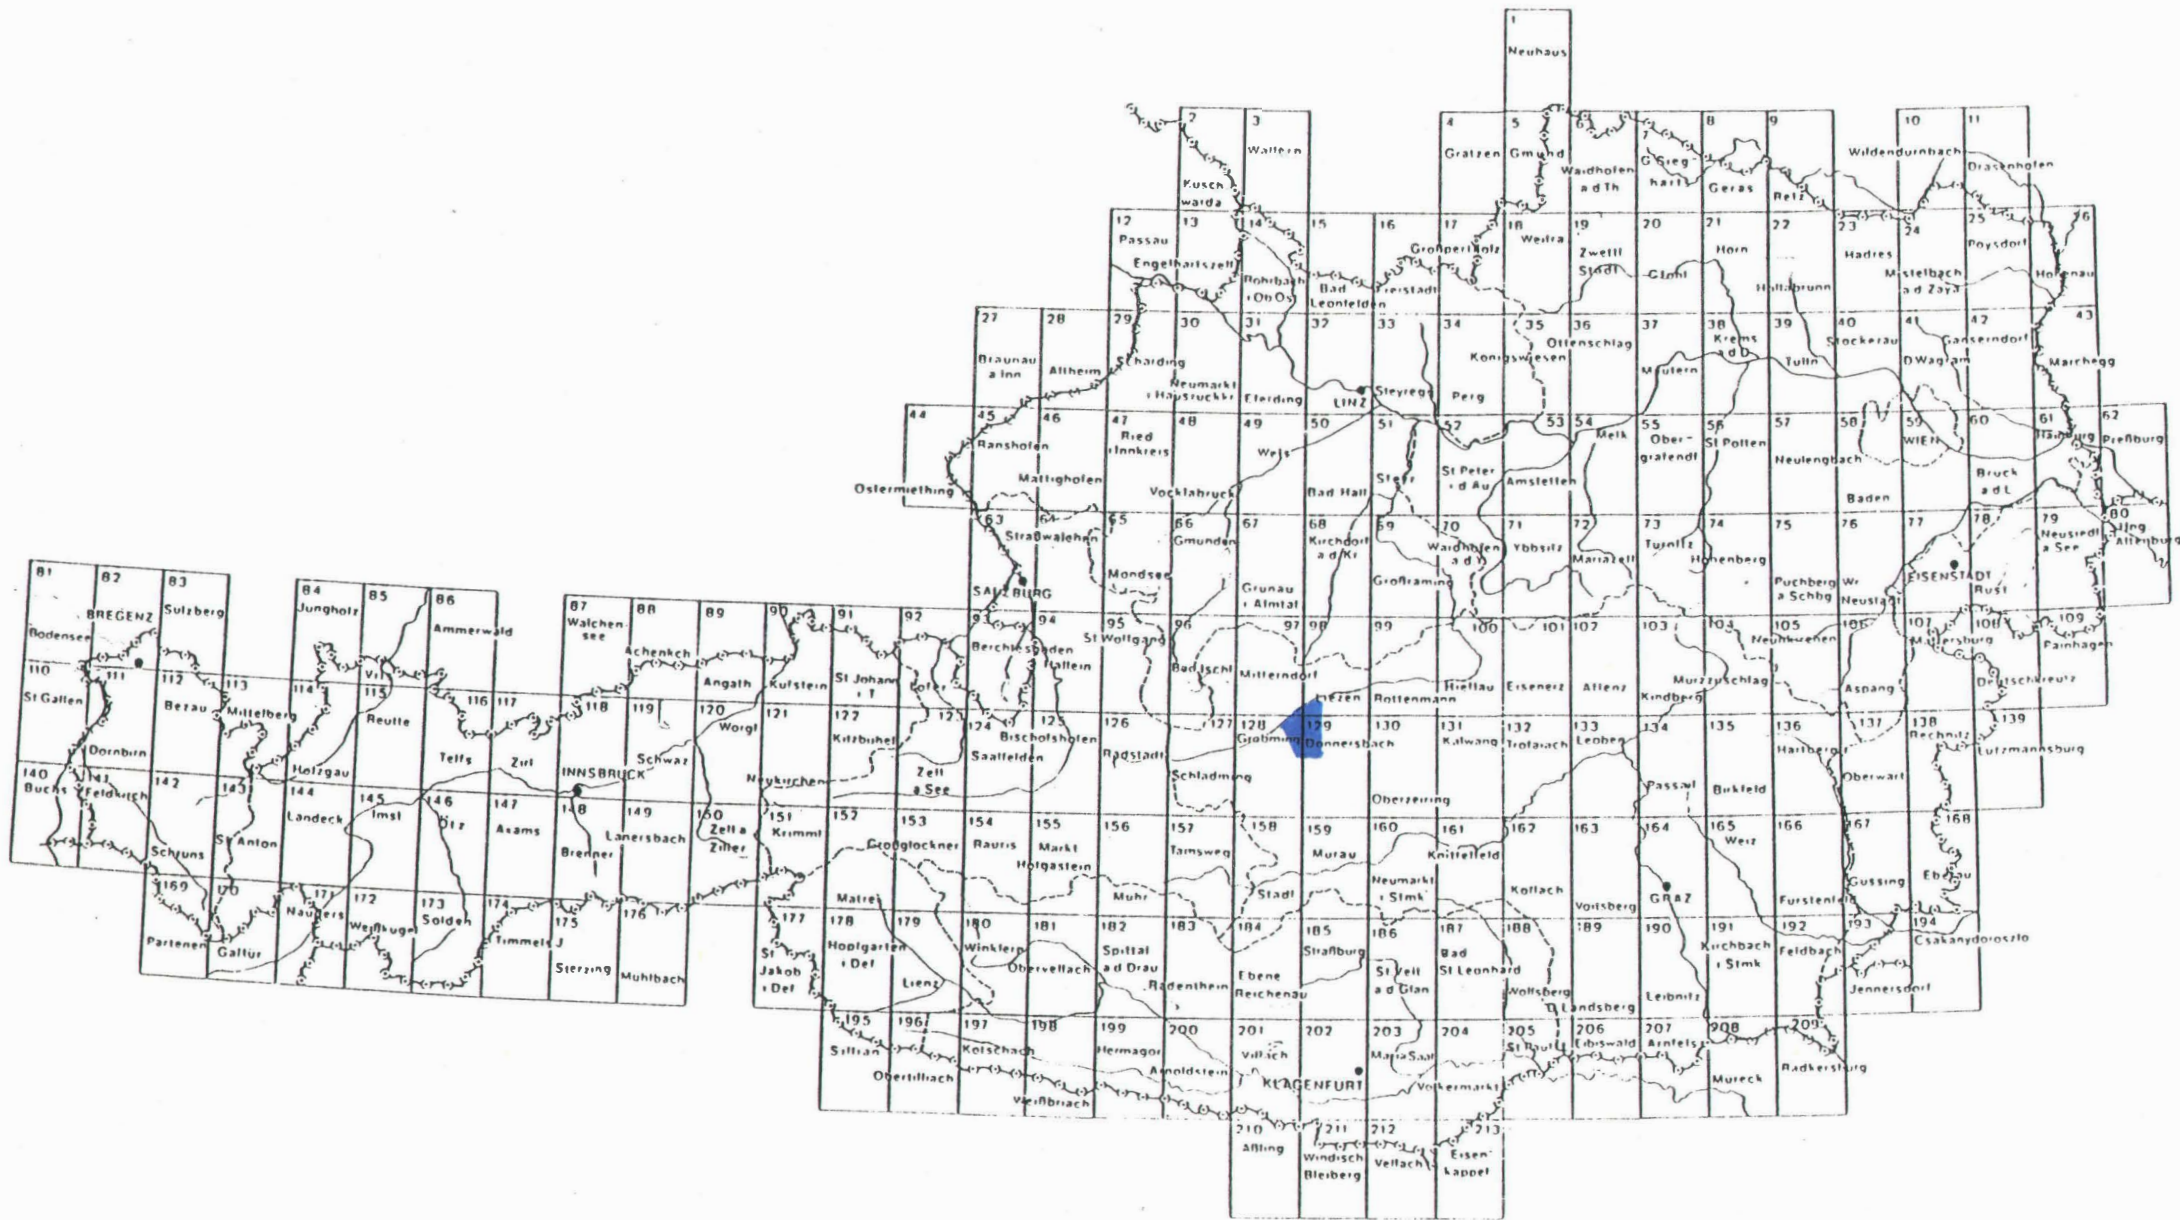 1
Neuhaus
2
3
Wallern
4
5
6
7
8
9
10
11
Gratzen
Gmünd
Waidhofen
a d Th
G Sieg-
harts
Geras
Retz
Wildendürnbach
Drasenhofen
Kusch
warda
12
13
14
15
16
17
18
19
20
21
22
23
24
25
26
Passau
Engelhartszell
Rohrbach
i Ob Ös
Bad
Leonfelden
Freistadt
Großpertholz
Weitra
Zwettl
Stadt
Gföhl
Horn
Hollabrunn
Hadres
Mistelbach
a d Zaya
Poysdorf
Hohenau
27
28
29
30
31
32
33
34
35
36
37
38
39
40
41
42
43
Braunau
a Inn
Altheim
Schärding
Neumarkt
i Hausruckkr
Eferding
LINZ
Steyregg
Perg
Königswiesen
Ottenschlag
Mautern
Krems
a d D
Tulln
Stockerau
D Wagram
Gänserndorf
Marchegg
44
45
46
47
48
49
50
51
52
53
54
55
56
57
58
59
60
61
62
Ostermiething
Ranshofen
Mattighofen
Ried
i Innkreis
Vöcklabruck
Wels
Bad Hall
Steyr
St Peter
i d Au
Amstetten
Melk
Ober-
grafendf
St Pölten
Neulengbach
Baden
WIEN
Bruck
a d L
Hainburg
Preßburg
63
64
65
66
67
68
69
70
71
72
73
74
75
76
77
78
79
80
SALZBURG
Straßwalchen
Mondsee
Gmunden
Grünau
i Almtal
Kirchdorf
a d Kr
Großraming
Waidhofen
a d Y
Ybbsitz
Mariazell
Türnitz
Hohenberg
Puchberg
a Schbg
Wr
Neustadt
EISENSTADT
Rust
Neusiedl
a See
Ung
Altenburg
81
82
83
84
85
86
87
88
89
90
91
92
93
94
95
96
97
98
99
100
101
102
103
104
105
106
107
108
109
Bodensee
BREGENZ
Sulzberg
Jungholz
Vils
Ammerwald
Walchen-
see
Achenkch
Angath
Kufstein
St Johann
i T
Lofer
Berchtesgaden
Hallein
St Wolfgang
Bad Ischl
Mitterndorf
Liezen
Rottenmann
Hieflau
Eisenerz
Aflenz
Kindberg
Mürzzuschlag
Neunkirchen
Aspang
Mattersburg
Deutschkreutz
Pamhagen
110
111
112
113
114
115
116
117
118
119
120
121
122
123
124
125
126
127
128
129
130
131
132
133
134
135
136
137
138
139
St Gallen
Dornbirn
Bezau
Mittelberg
Holzgau
Reutte
Telfs
Zirl
INNSBRUCK
Schwaz
Wörgl
Neukirchen
Kitzbühel
Zell
a See
Saalfelden
Bischofshofen
Radstadt
Schladming
Gröbming
Donnersbach
Oberzeiring
Kalwang
Trofaiach
Leoben
Passail
Birkfeld
Hartberg
Oberwart
Rechnitz
Lutzmannsburg
140
141
142
143
144
145
146
147
148
149
150
151
152
153
154
155
156
157
158
159
160
161
162
163
164
165
166
167
168
Buchs
Feldkirch
Schruns
St Anton
Landeck
Imst
Ötz
Axams
Brenner
Lanersbach
Zell a
Ziller
Krimml
Matrei
Großglockner
Rauris
Markt
Hofgastein
Muhr
Tamsweg
Stadl
Murau
Neumarkt
i Stmk
Knittelfeld
Köflach
Voitsberg
GRAZ
Weiz
Fürstenfeld
Güssing
Eberau
169
170
171
172
173
174
175
176
177
178
179
180
181
182
183
184
185
186
187
188
189
190
191
192
193
194
Partenen
Galtür
Nauders
Weißkugel
Sölden
Timmels J
Sterzing
Mühlbach
St
Jakob
i Def
Hopfgarten
i Def
Lienz
Winklern
Obervellach
Spittal
a d Drau
Radenthein
Ebene
Reichenau
Straßburg
St Veit
a d Glan
Bad
St Leonhard
Wolfsberg
D Landsberg
Leibnitz
Kirchbach
i Stmk
Feldbach
Jennersdorf
Csakanydoroszlo
195
196
197
198
199
200
201
202
203
204
205
206
207
208
209
Sillian
Obertilliach
Kötschach
Weißbriach
Hermagor
Arnoldstein
Villach
KLAGENFURT
Maria Saal
Völkermarkt
St Paul
Eibiswald
Arnfels
Mureck
Radkersburg
210
211
212
213
Aßling
Windisch
Bleiberg
Vellach
Eisen-
kappel